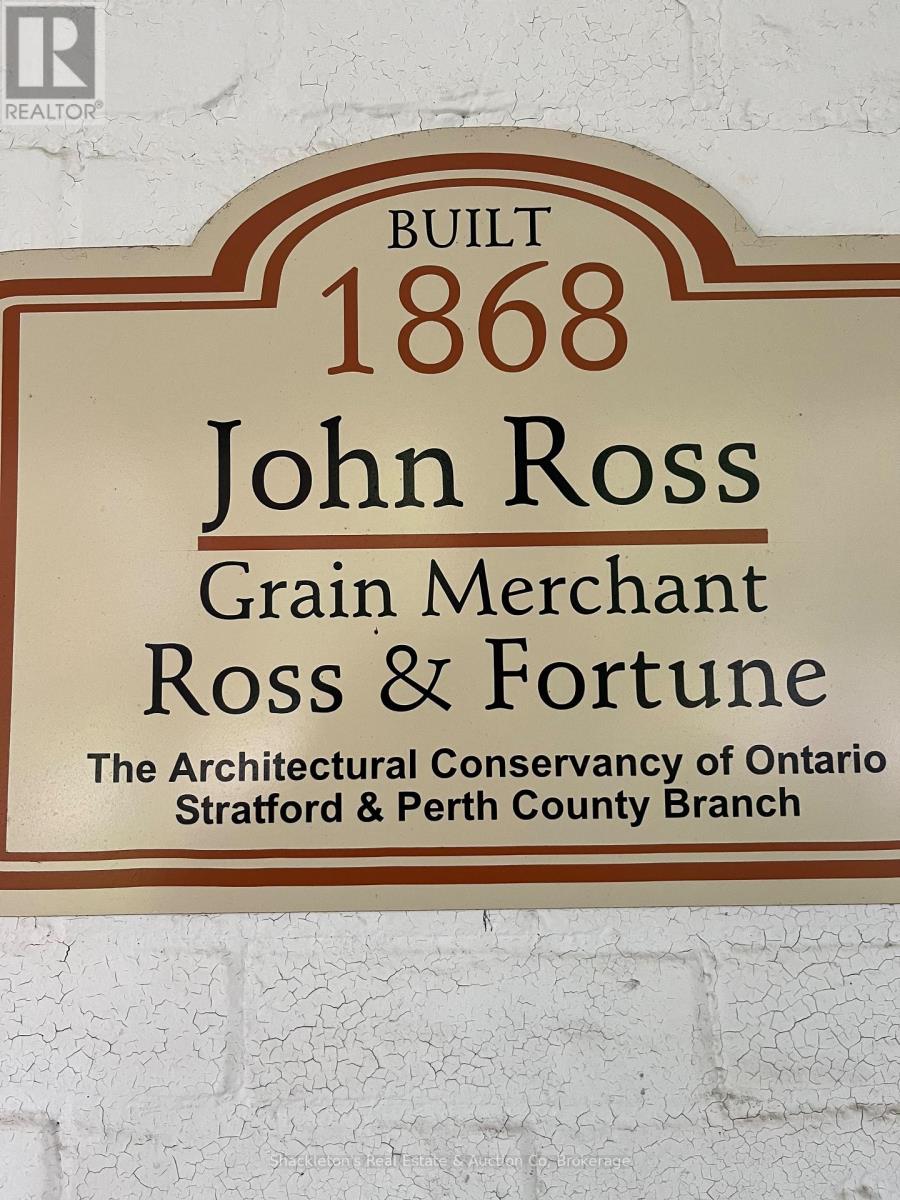 REALTOR®
BUILT
1868
John Ross
Grain Merchant
Ross & Fortune
The Architectural Conservancy of Ontario
Stratford & Perth County Branch
Shackleton's Real Estate & Auction Co, Brokerage